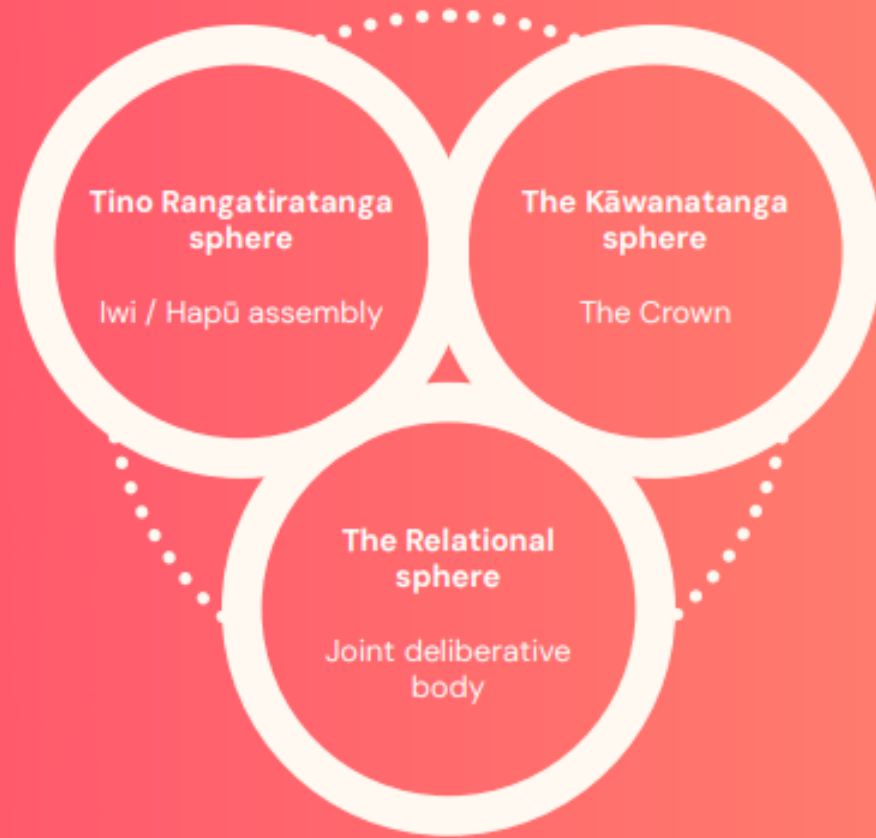 Tino Rangatiratanga
sphere
Iwi / Hapū assembly
The Kāwanatanga
sphere
The Crown
The Relational
sphere
Joint deliberative
body